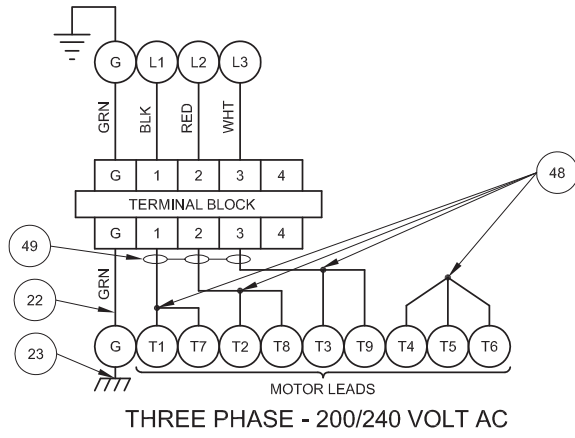 G L1 L2 L3
GRN BLK RED WHT
G 1 2 3 4
TERMINAL BLOCK
G 1 2 3 4
48
49
GRN
22
23
G T1 T7 T2 T8 T3 T9 T4 T5 T6
MOTOR LEADS
THREE PHASE - 200/240 VOLT AC